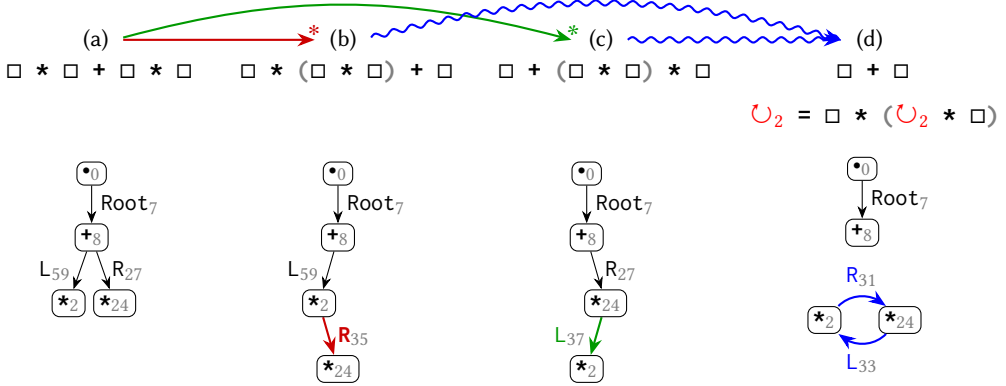 (a) * (b) * (c) (d)
□ * □ + □ * □ □ * (□ * □) + □ □ + (□ * □) * □ □ + □
↻₂ = □ * (↻₂ * □)
•₀ •₀ •₀ •₀
Root₇ Root₇ Root₇ Root₇
+₈ +₈ +₈ +₈
L₅₉ R₂₇ L₅₉ R₂₇ R₃₁
*₂ *₂₄ *₂ *₂₄ *₂ *₂₄
R₃₅ L₃₇ L₃₃
*₂₄ *₂